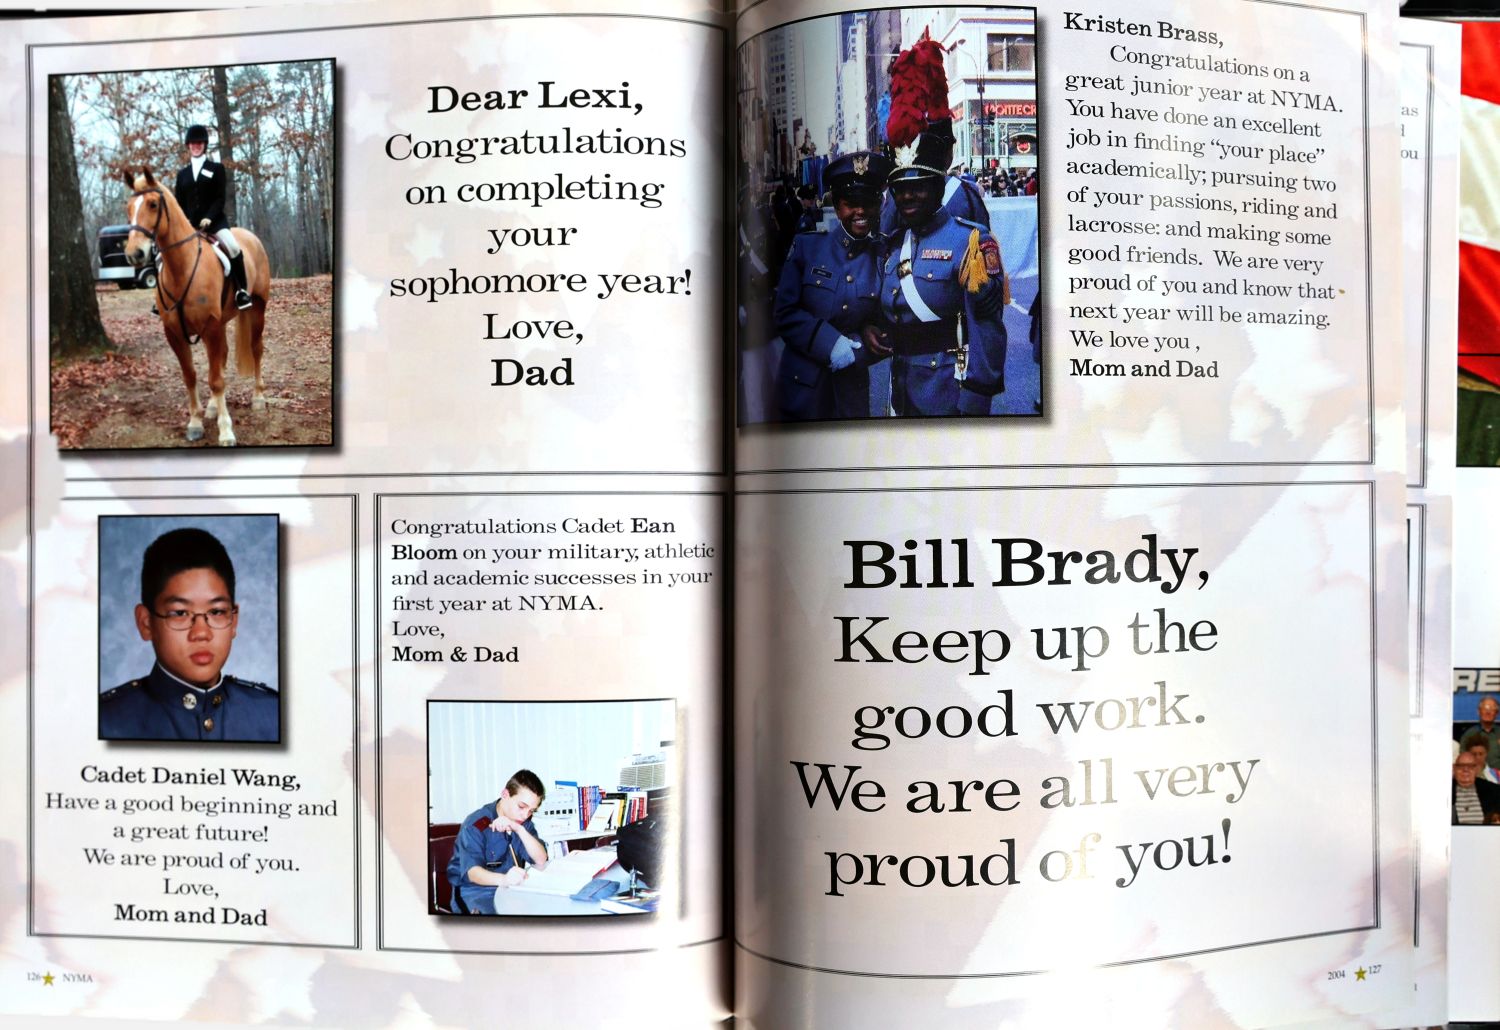 Dear Lexi,
Congratulations
on completing
your
sophomore year!
Love,
Dad
Cadet Daniel Wang,
Have a good beginning and
a great future!
We are proud of you.
Love,
Mom and Dad
Congratulations Cadet Ean
Bloom on your military, athletic
and academic successes in your
first year at NYMA.
Love,
Mom & Dad
126 NYMA
MONTECR
Kristen Brass,
Congratulations on a
great junior year at NYMA.
You have done an excellent
job in finding “your place”
academically; pursuing two
of your passions, riding and
lacrosse: and making some
good friends. We are very
proud of you and know that
next year will be amazing.
We love you ,
Mom and Dad
Bill Brady,
Keep up the
good work.
We are all very
proud of you!
2004 127
as
ou
RE
1